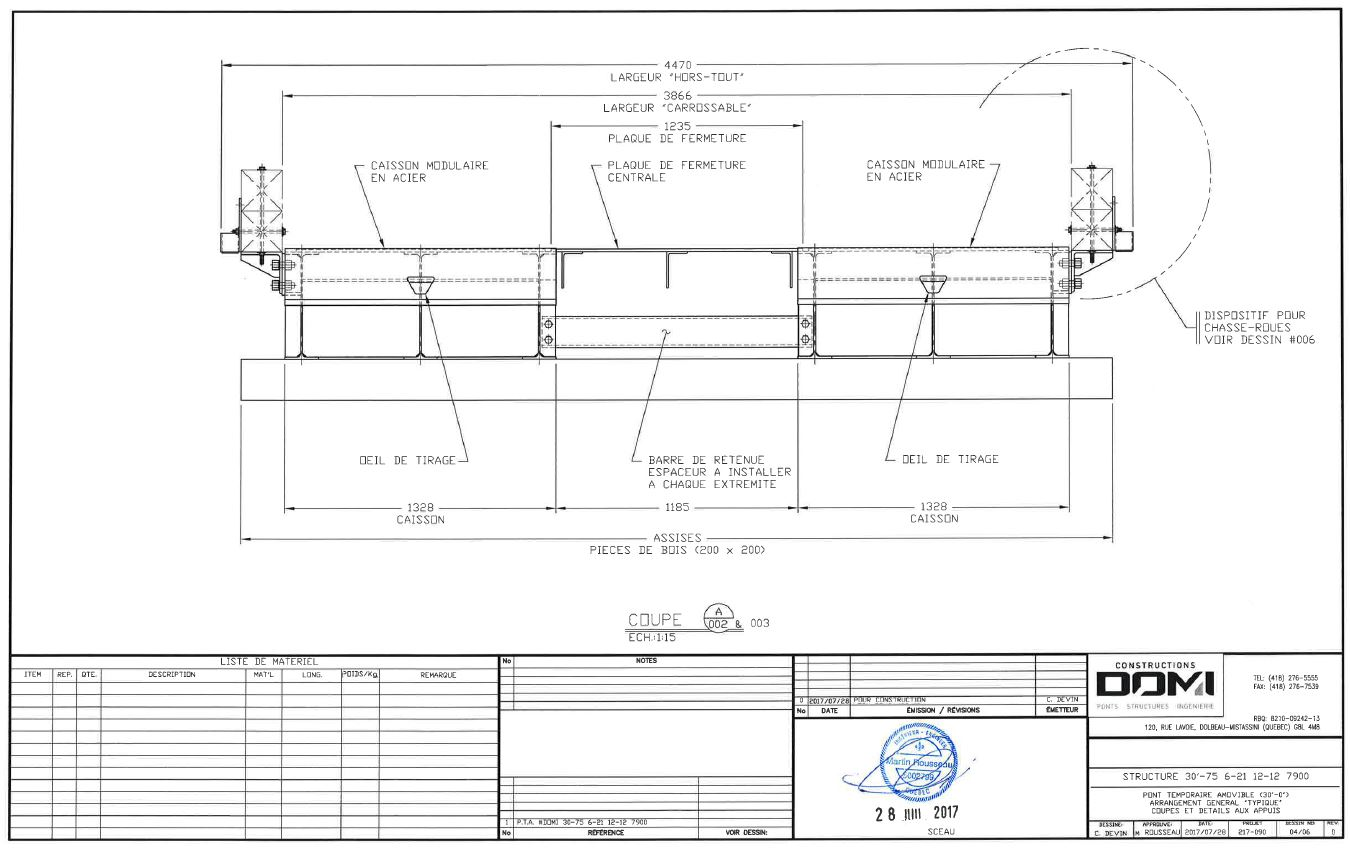 4470
LARGEUR "HORS-TOUT"
3866
LARGEUR "CARROSSABLE"
1235
PLAQUE DE FERMETURE
CAISSON MODULAIRE
EN ACIER
PLAQUE DE FERMETURE
CENTRALE
CAISSON MODULAIRE
EN ACIER
DISPOSITIF POUR
CHASSE-ROUES
VOIR DESSIN #006
OEIL DE TIRAGE
BARRE DE RETENUE
ESPACEUR A INSTALLER
A CHAQUE EXTREMITE
OEIL DE TIRAGE
1328
CAISSON
1185
1328
CAISSON
ASSISES
PIECES DE BOIS (200 x 200)
COUPE A 002 & 003
ECH.:1:15
LISTE DE MATERIEL
ITEM REP. QTE. DESCRIPTION MAT'L LONG. POIDS/Kg REMARQUE
No NOTES
1 P.T.A. #DOMI 30-75 6-21 12-12 7900
No RÉFÉRENCE VOIR DESSIN:
0 2017/07/28 POUR CONSTRUCTION C. DEVIN
No DATE ÉMISSION / RÉVISIONS ÉMETTEUR
Martin Rousseau
5002799
QUEBEC
28 2017
SCEAU
CONSTRUCTIONS
DOMI
PONTS STRUCTURES INGENIERIE
TEL: (418) 276-5555
FAX: (418) 276-7539
RBQ: 8210-09242-13
120, RUE LAVOIE, DOLBEAU-MISTASSINI (QUEBEC) G8L 4M8
STRUCTURE 30'-75 6-21 12-12 7900
PONT TEMPORAIRE AMOVIBLE (30'-0")
ARRANGEMENT GENERAL "TYPIQUE"
COUPES ET DETAILS AUX APPUIS
DESSINE: APPROUVE: DATE: PROJET DESSIN NO REV.
C. DEVIN M ROUSSEAU 2017/07/28 217-090 04/06 0